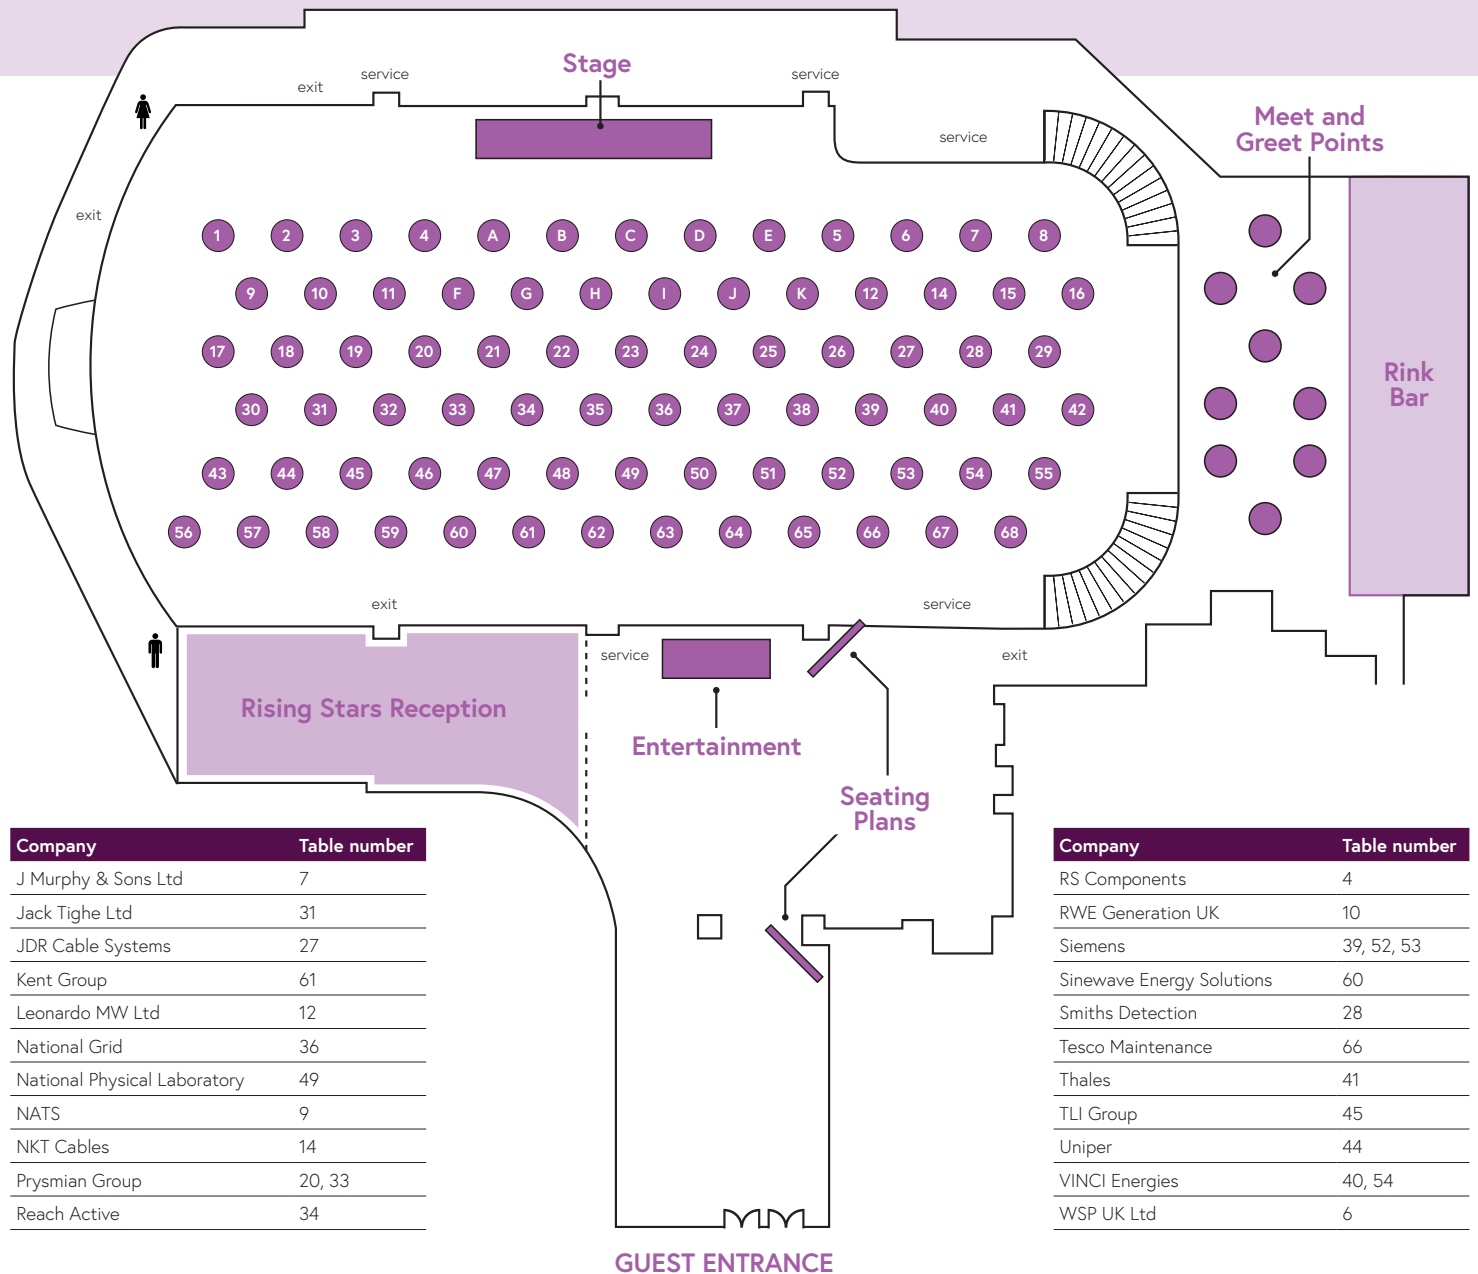 Stage
service
service
exit
Meet and
Greet Points
service
exit
1 2 3 4 A B C D E 5 6 7 8
9 10 11 F G H I J K 12 14 15 16
17 18 19 20 21 22 23 24 25 26 27 28 29
Rink
Bar
30 31 32 33 34 35 36 37 38 39 40 41 42
43 44 45 46 47 48 49 50 51 52 53 54 55
56 57 58 59 60 61 62 63 64 65 66 67 68
exit
service
service
exit
Rising Stars Reception
Entertainment
Seating
Plans
Company Table number
J Murphy & Sons Ltd 7
Jack Tighe Ltd 31
JDR Cable Systems 27
Kent Group 61
Leonardo MW Ltd 12
National Grid 36
National Physical Laboratory 49
NATS 9
NKT Cables 14
Prysmian Group 20, 33
Reach Active 34
Company Table number
RS Components 4
RWE Generation UK 10
Siemens 39, 52, 53
Sinewave Energy Solutions 60
Smiths Detection 28
Tesco Maintenance 66
Thales 41
TLI Group 45
Uniper 44
VINCI Energies 40, 54
WSP UK Ltd 6
GUEST ENTRANCE